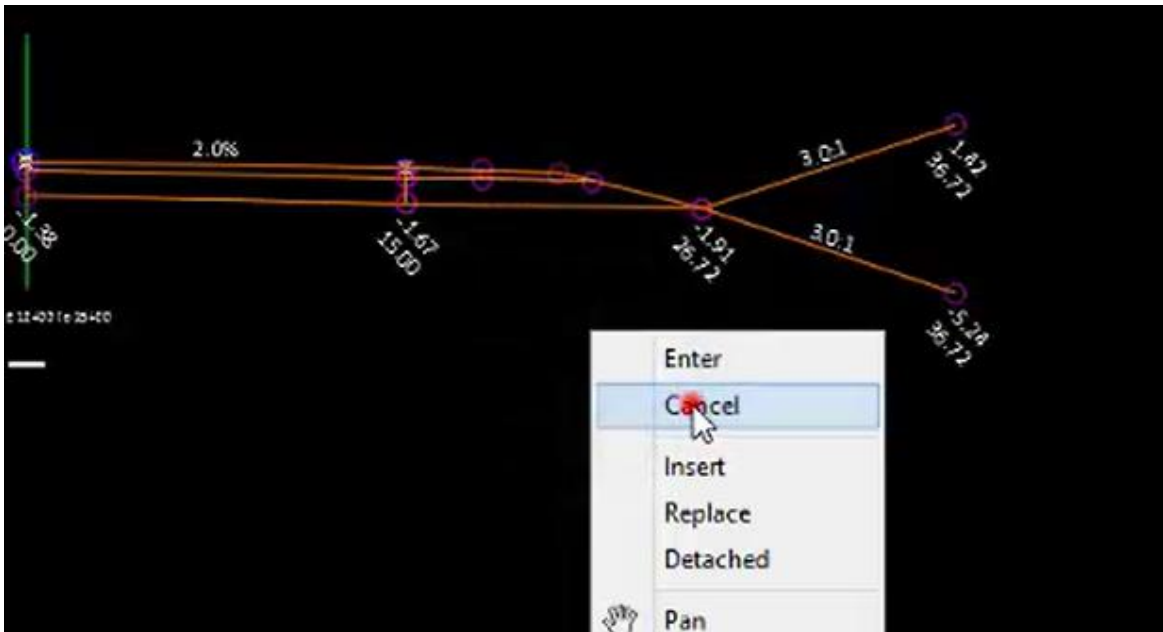 2.0%
3.0:1
1.42
36.72
-1.38
0.00
-1.67
15.00
-1.91
26.72
3.0:1
-5.24
36.72
Enter
Cancel
Insert
Replace
Detached
Pan